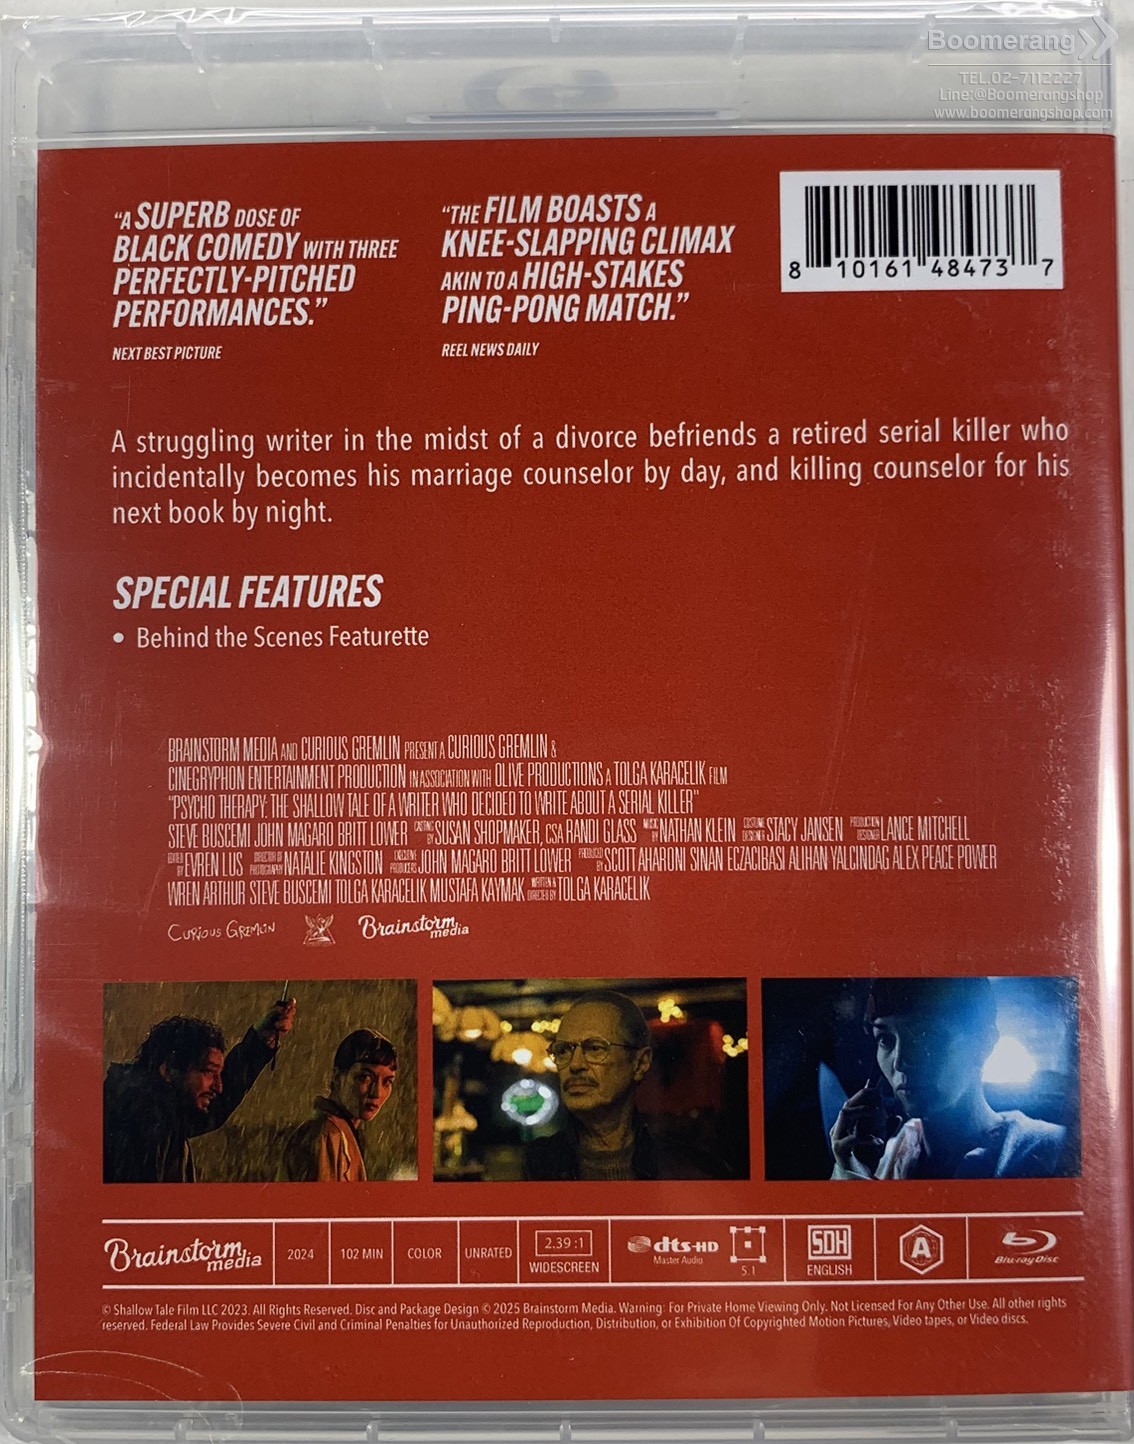 Boomerang
TEL.02-7112227
Line:@Boomerangshop
www.boomerangshop.com
"A SUPERB DOSE OF
BLACK COMEDY WITH THREE
PERFECTLY-PITCHED
PERFORMANCES."
NEXT BEST PICTURE
"THE FILM BOASTS A
KNEE-SLAPPING CLIMAX
AKIN TO A HIGH-STAKES
PING-PONG MATCH."
REEL NEWS DAILY
8 10161 48473 7
A struggling writer in the midst of a divorce befriends a retired serial killer who
incidentally becomes his marriage counselor by day, and killing counselor for his
next book by night.
SPECIAL FEATURES
• Behind the Scenes Featurette
BRAINSTORM MEDIA AND CURIOUS GREMLIN PRESENT A CURIOUS GREMLIN &
CINEGRYPHON ENTERTAINMENT PRODUCTION IN ASSOCIATION WITH OLIVE PRODUCTIONS A TOLGA KARACELIK FILM
"PSYCHO THERAPY: THE SHALLOW TALE OF A WRITER WHO DECIDED TO WRITE ABOUT A SERIAL KILLER"
STEVE BUSCEMI JOHN MAGARO BRITT LOWER CASTING BY SUSAN SHOPMAKER, CSA RANDI GLASS MUSIC BY NATHAN KLEIN COSTUME DESIGNER STACY JANSEN PRODUCTION DESIGNER LANCE MITCHELL
EDITED BY EVREN LUS DIRECTOR OF PHOTOGRAPHY NATALIE KINGSTON EXECUTIVE PRODUCERS JOHN MAGARO BRITT LOWER PRODUCED BY SCOTT AHARONI SINAN ECZACIBASI ALIHAN YALCINDAG ALEX PEACE POWER
WREN ARTHUR STEVE BUSCEMI TOLGA KARACELIK MUSTAFA KAYMAK WRITTEN & DIRECTED BY TOLGA KARACELIK
CURIOUS GREMLIN Brainstorm media
Brainstorm media 2024 102 MIN COLOR UNRATED 2.39:1 WIDESCREEN dts-HD Master Audio 5.1 SDH ENGLISH A Blu-ray Disc
© Shallow Tale Film LLC 2023. All Rights Reserved. Disc and Package Design © 2025 Brainstorm Media. Warning: For Private Home Viewing Only. Not Licensed For Any Other Use. All other rights
reserved. Federal Law Provides Severe Civil and Criminal Penalties for Unauthorized Reproduction, Distribution, or Exhibition Of Copyrighted Motion Pictures, Video tapes, or Video discs.